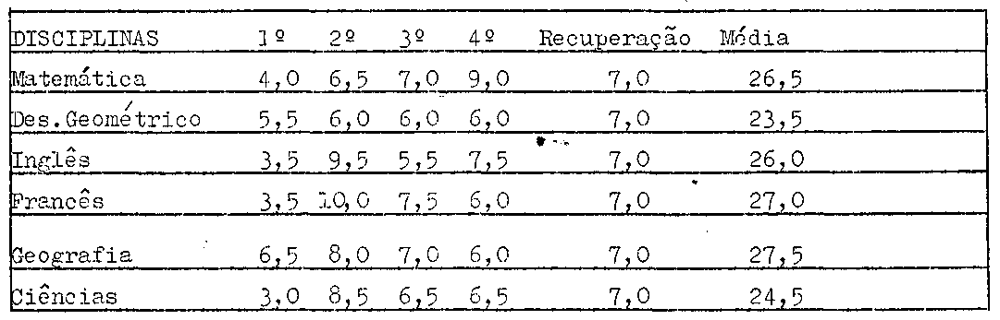 DISCIPLINAS 1º 2º 3º 4º Recuperação Média
Matemática 4,0 6,5 7,0 9,0 7,0 26,5
Des.Geométrico 5,5 6,0 6,0 6,0 7,0 23,5
Inglês 3,5 9,5 5,5 7,5 7,0 26,0
Francês 3,5 10,0 7,5 6,0 7,0 27,0
Geografia 6,5 8,0 7,0 6,0 7,0 27,5
Ciências 3,0 8,5 6,5 6,5 7,0 24,5